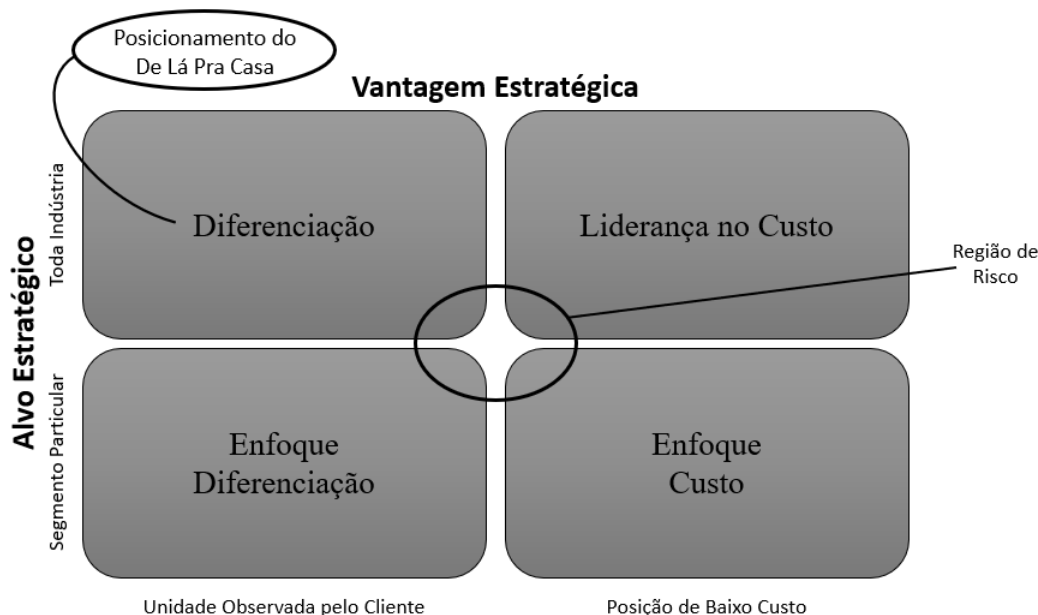 Posicionamento do
De Lá Pra Casa
Vantagem Estratégica
Alvo Estratégico
Toda Indústria
Diferenciação
Liderança no Custo
Região de
Risco
Segmento Particular
Enfoque
Diferenciação
Enfoque
Custo
Unidade Observada pelo Cliente
Posição de Baixo Custo